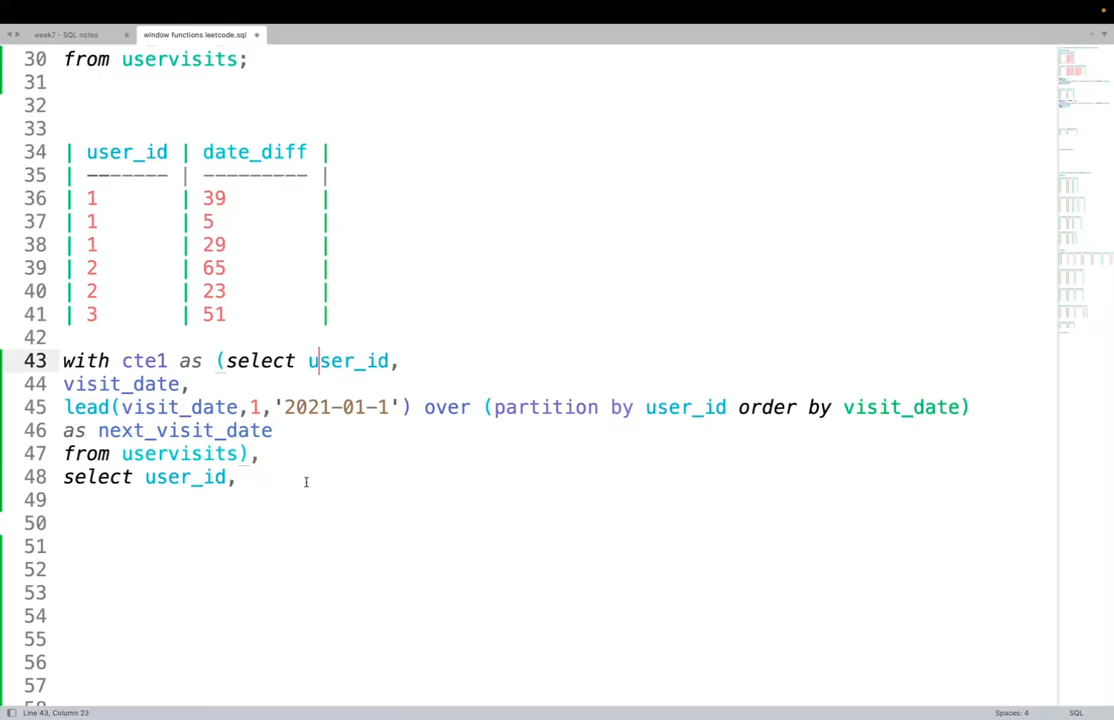 week7 - SQL notes
window functions leetcode.sql
30 from uservisits;
31
32
33
34 | user_id | date_diff |
35 | ------- | --------- |
36 | 1 | 39 |
37 | 1 | 5 |
38 | 1 | 29 |
39 | 2 | 65 |
40 | 2 | 23 |
41 | 3 | 51 |
42
43 with cte1 as (select user_id,
44 visit_date,
45 lead(visit_date,1,'2021-01-1') over (partition by user_id order by visit_date)
46 as next_visit_date
47 from uservisits),
48 select user_id,
49
50
51
52
53
54
55
56
57
Line 43, Column 23
Spaces: 4
SQL